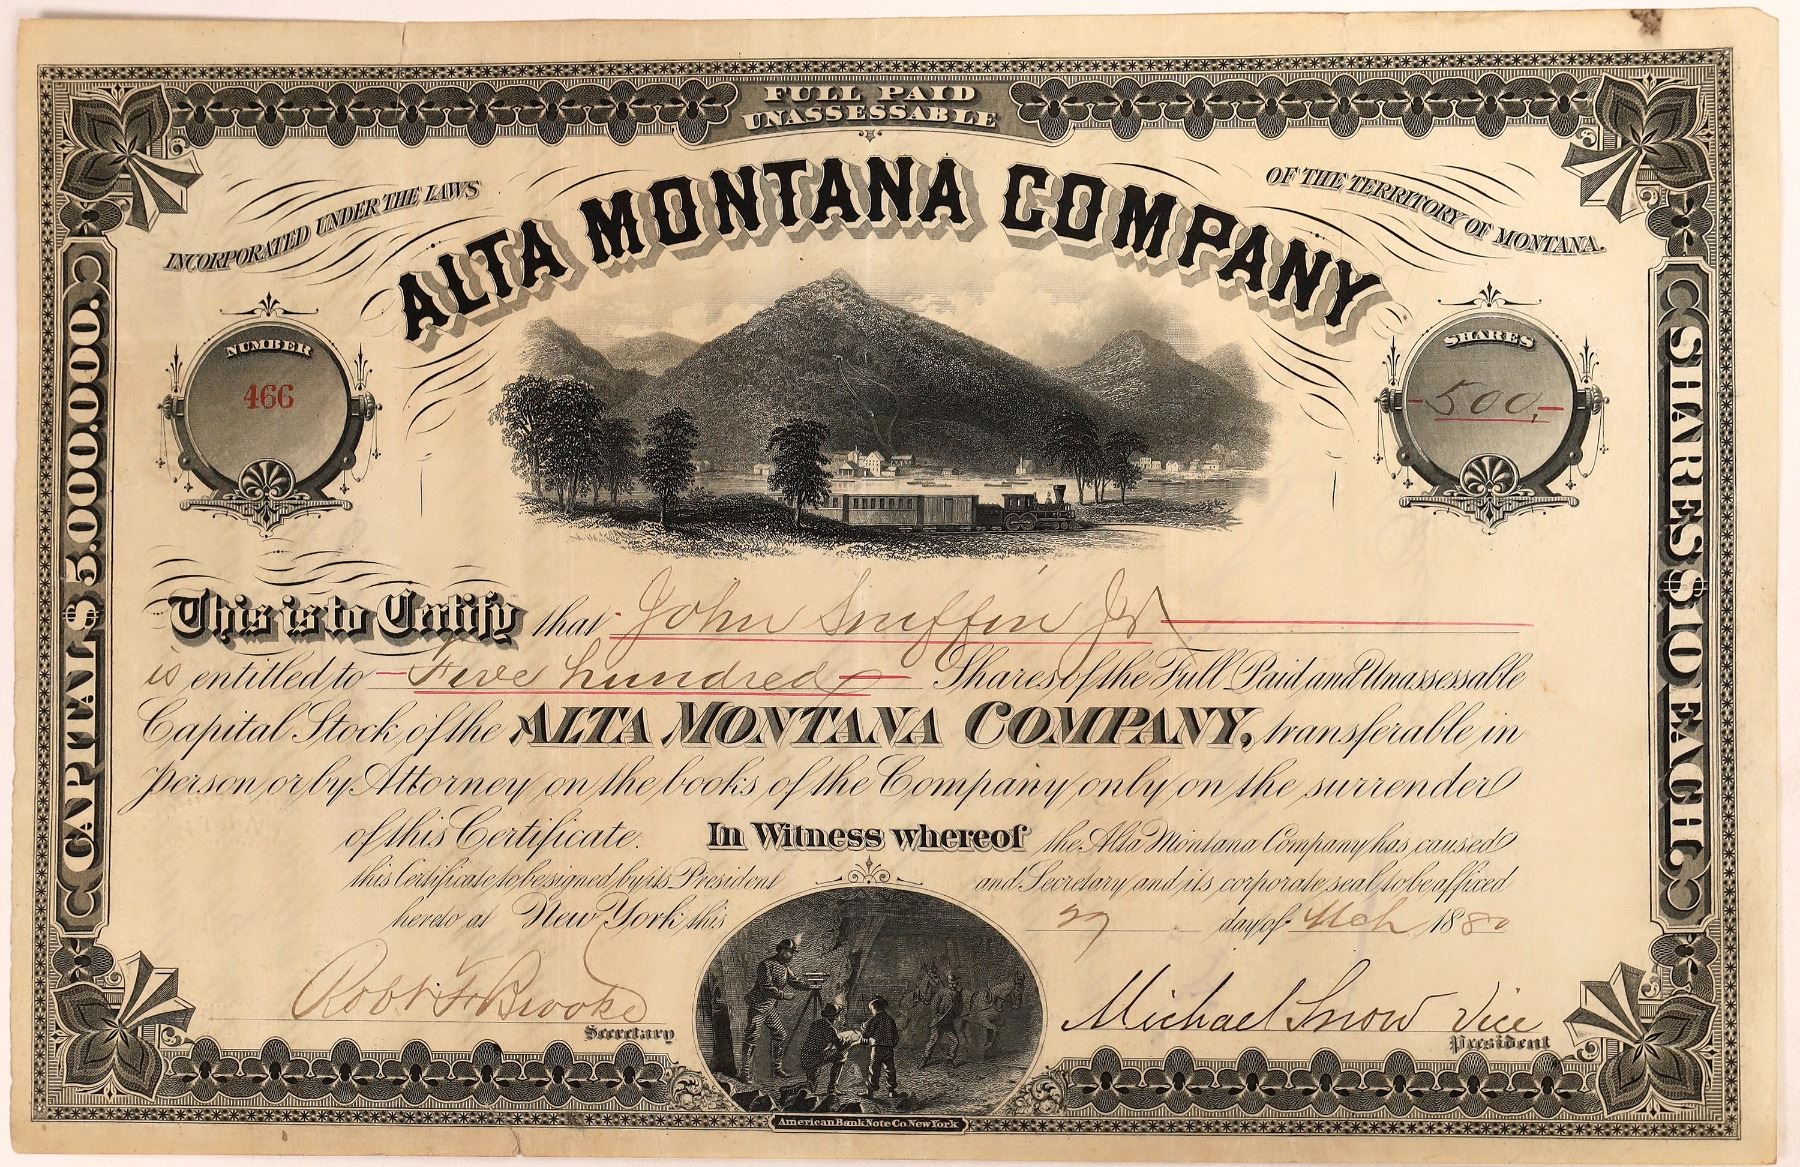 FULL PAID
UNASSESSABLE
INCORPORATED UNDER THE LAWS
OF THE TERRITORY OF MONTANA.
ALTA MONTANA COMPANY
NUMBER
466
SHARES
-500,-
CAPITAL $5.000.000.
SHARES $10 EACH
This is to Certify that John Sniffin Jr
is entitled to Five hundred Shares of the Full Paid and Unassessable
Capital Stock of the ALTA MONTANA COMPANY, transferable in
person or by Attorney on the books of the Company only on the surrender
of this Certificate. In Witness whereof the Alta Montana Company has caused
this Certificate to be signed by its President and Secretary and its corporate seal to be affixed
hereto at New York this 27 day of Mch 1880
Robt F Brooke
Secretary
Michael Snow Vice
President
American Bank Note Co. New York